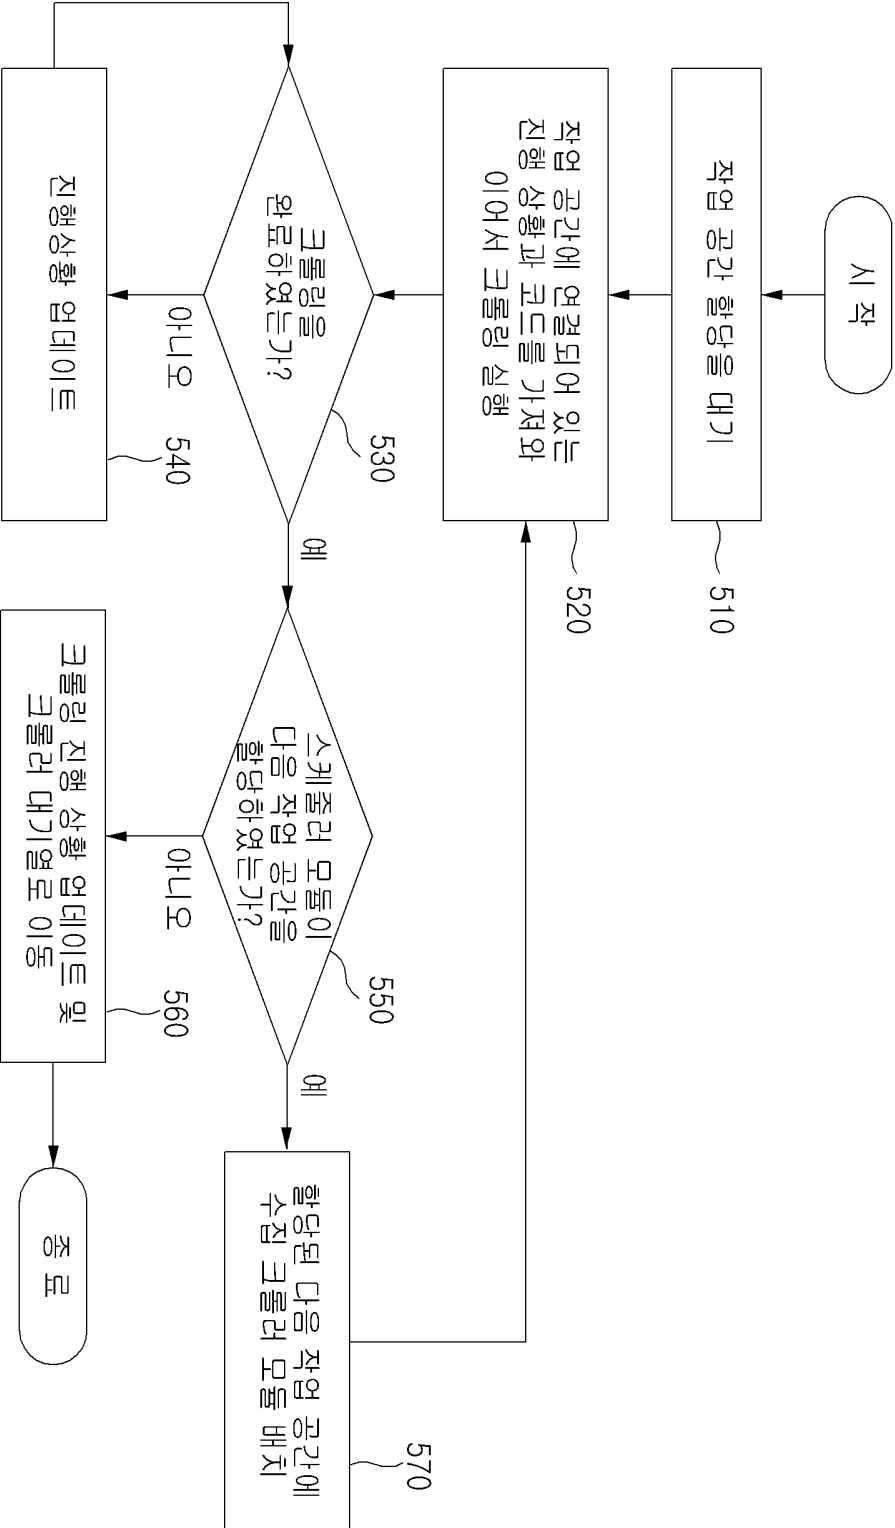 시 작
작업 공간 할당을 대기
510
작업 공간에 연결되어 있는
진행 상황과 코드를 가져와
이어서 크롤링 실행
520
크롤링을
완료하였는가?
530
아니오
예
진행상황 업데이트
540
스케줄러 모듈이
다음 작업 공간을
할당하였는가?
550
아니오
예
크롤링 진행 상황 업데이트 및
크롤러 대기열로 이동
560
할당된 다음 작업 공간에
수집 크롤러 모듈 배치
570
종 료